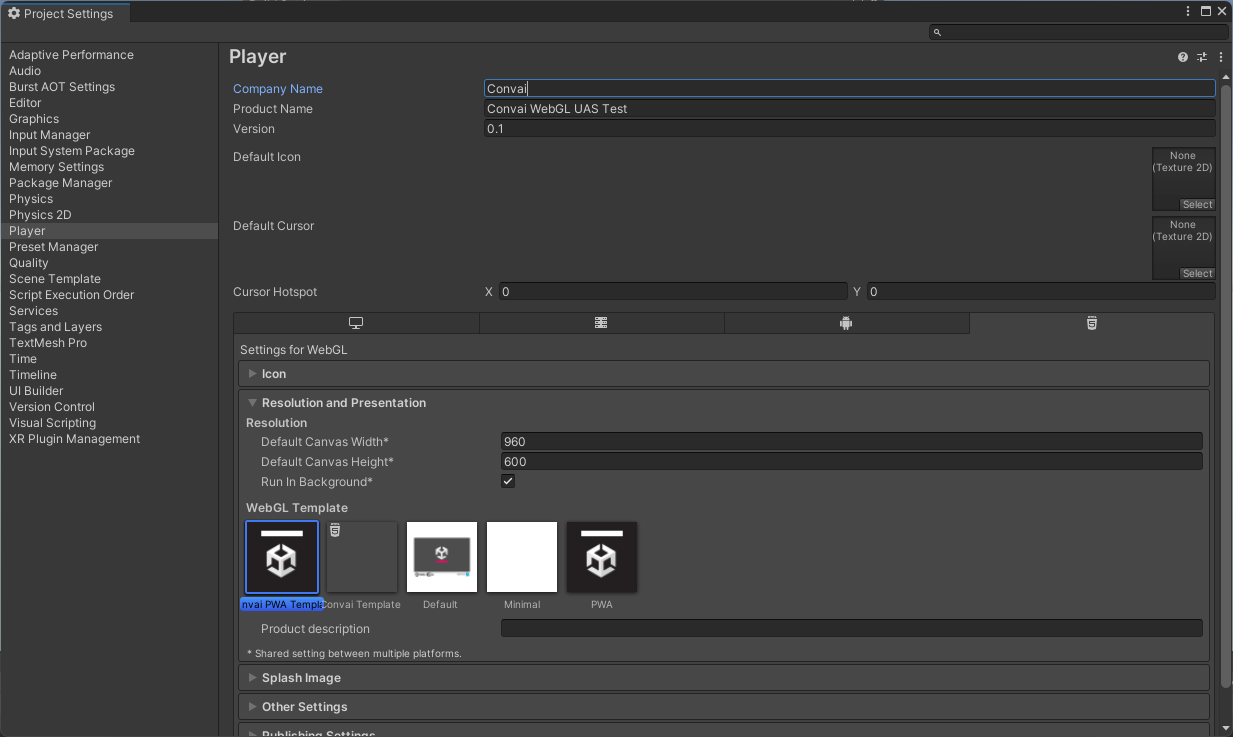 Project Settings
Adaptive Performance
Audio
Burst AOT Settings
Editor
Graphics
Input Manager
Input System Package
Memory Settings
Package Manager
Physics
Physics 2D
Player
Preset Manager
Quality
Scene Template
Script Execution Order
Services
Tags and Layers
TextMesh Pro
Time
Timeline
UI Builder
Version Control
Visual Scripting
XR Plugin Management
Player
Company Name Convai
Product Name Convai WebGL UAS Test
Version 0.1
Default Icon
None
(Texture 2D)
Select
Default Cursor
None
(Texture 2D)
Select
Cursor Hotspot X 0 Y 0
Settings for WebGL
Icon
Resolution and Presentation
Resolution
Default Canvas Width* 960
Default Canvas Height* 600
Run In Background*
WebGL Template
nvai PWA Templa Convai Template Default Minimal PWA
Product description
* Shared setting between multiple platforms.
Splash Image
Other Settings
Publishing Settings